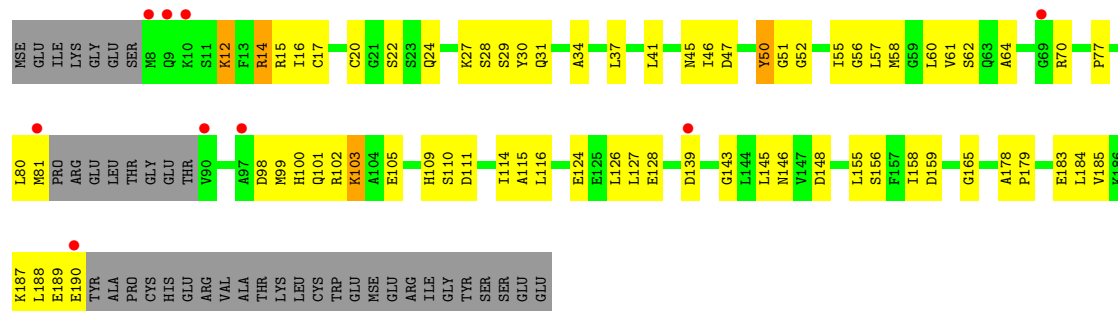 MSE GLU ILE LYS GLY GLU SER M8 Q9 K10 S11 K12 F13 R14 R15 I16 C17 C20 G21 S22 S23 Q24 K27 S28 S29 Y30 Q31 A34 L37 L41 N45 I46 D47 Y50 G51 G52 I55 G56 L57 M58 G59 L60 V61 S62 Q63 A64 G69 R70 P77
L80 M81 PRO ARG GLU LEU THR GLY GLU THR V90 A97 D98 M99 H100 Q101 R102 K103 A104 E105 H109 S110 D111 I114 A115 L116 E124 E125 L126 L127 E128 D139 G143 L144 L145 N146 V147 D148 L155 S156 F157 I158 D159 G165 A178 P179 E183 L184 V185 K186
K187 L188 E189 E190 TYR ALA PRO CYS HIS GLU ARG VAL ALA THR LYS LEU CYS TRP GLU MSE GLU ARG ILE GLY TYR SER SER GLU GLU